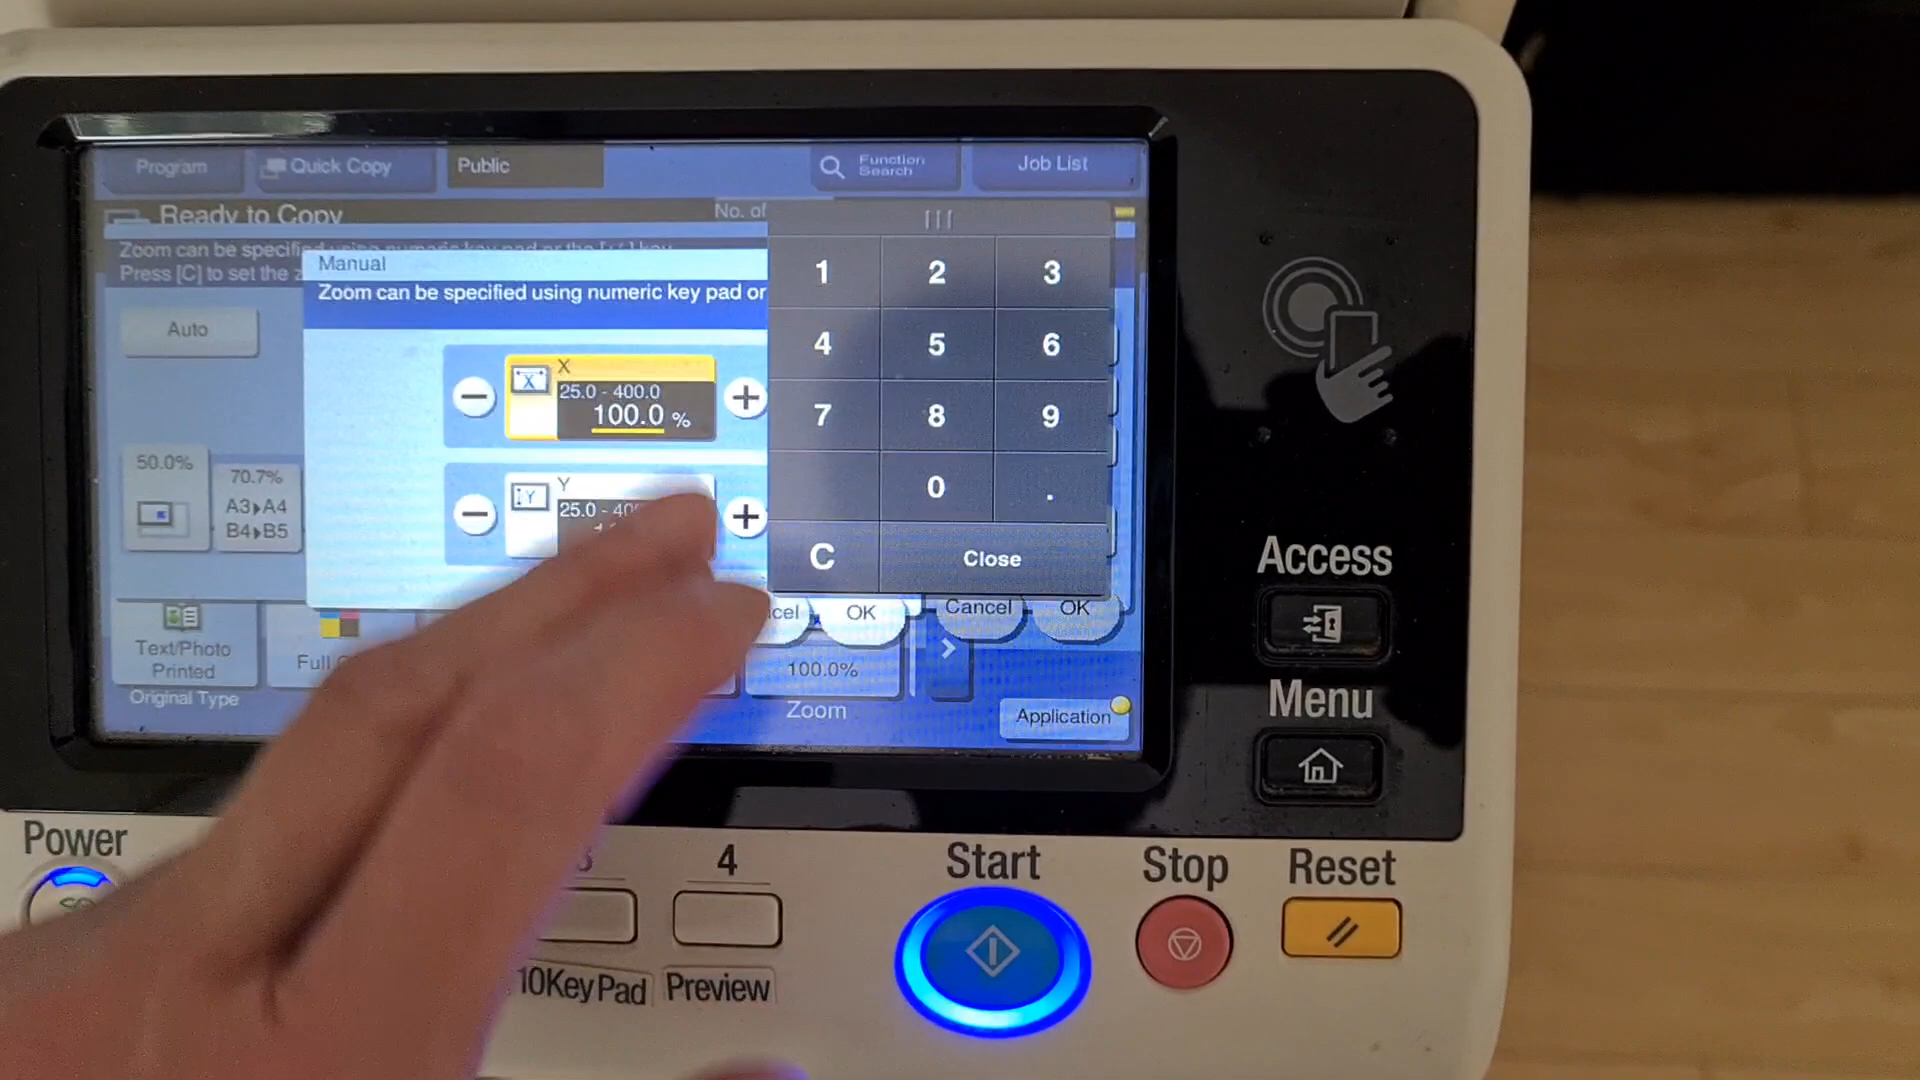 Program
Quick Copy
Public
Function
Search
Job List
Ready to Copy
No. of
Zoom can be specified using numeric key pad or the [+/-] key.
Press [C] to set the z
Manual
Zoom can be specified using numeric key pad or
Auto
X
25.0 - 400.0
100.0 %
Y
25.0 - 40
50.0%
70.7%
A3▸A4
B4▸B5
1
2
3
4
5
6
7
8
9
0
.
C
Close
OK
Cancel
OK
Text/Photo
Printed
Original Type
Full
100.0%
Zoom
Application
Access
Menu
Power
3
4
10KeyPad
Preview
Start
Stop
Reset